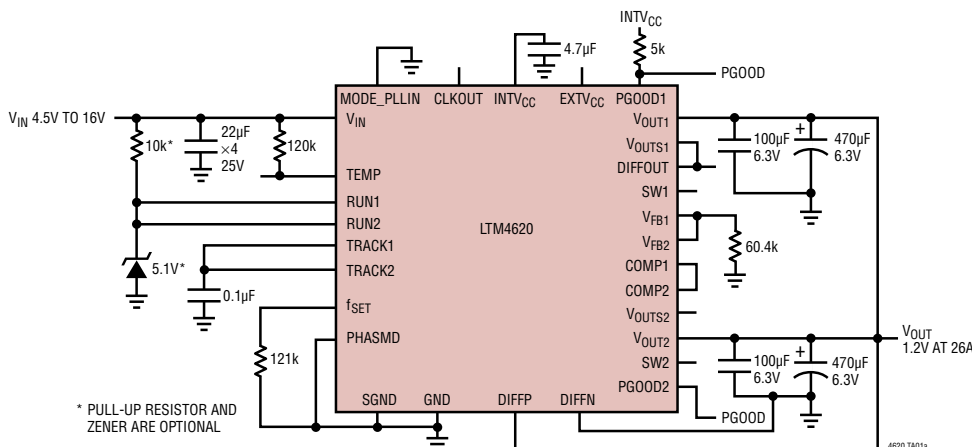 INTVCC
4.7µF
5k
PGOOD
MODE_PLLIN CLKOUT INTVCC EXTVCC PGOOD1
VIN 4.5V TO 16V
VIN
VOUT1
10k*
22µF
×4
25V
120k
VOUTS1
100µF
6.3V
+
470µF
6.3V
DIFFOUT
TEMP
SW1
RUN1
VFB1
RUN2
LTM4620
VFB2
60.4k
TRACK1
COMP1
5.1V*
TRACK2
COMP2
0.1µF
fSET
VOUTS2
PHASMD
VOUT2
VOUT
1.2V AT 26A
121k
SW2
100µF
6.3V
+
470µF
6.3V
PGOOD2
* PULL-UP RESISTOR AND
ZENER ARE OPTIONAL
SGND GND DIFFP DIFFN
PGOOD
4620 TA01a